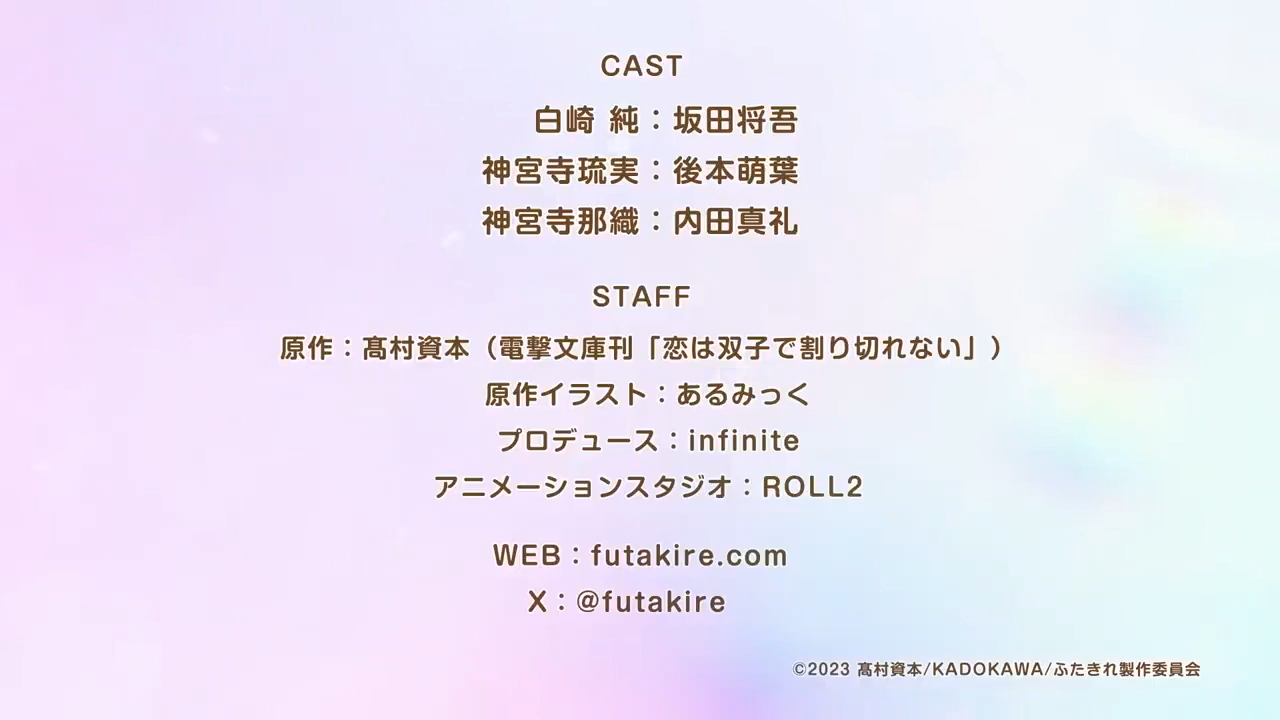 CAST
白崎 純：坂田将吾
神宮寺琉実：後本萌葉
神宮寺那織：内田真礼
STAFF
原作：髙村資本（電撃文庫刊「恋は双子で割り切れない」）
原作イラスト：あるみっく
プロデュース：infinite
アニメーションスタジオ：ROLL2
WEB：futakire.com
X：@futakire
©2023 髙村資本/KADOKAWA/ふたきれ製作委員会